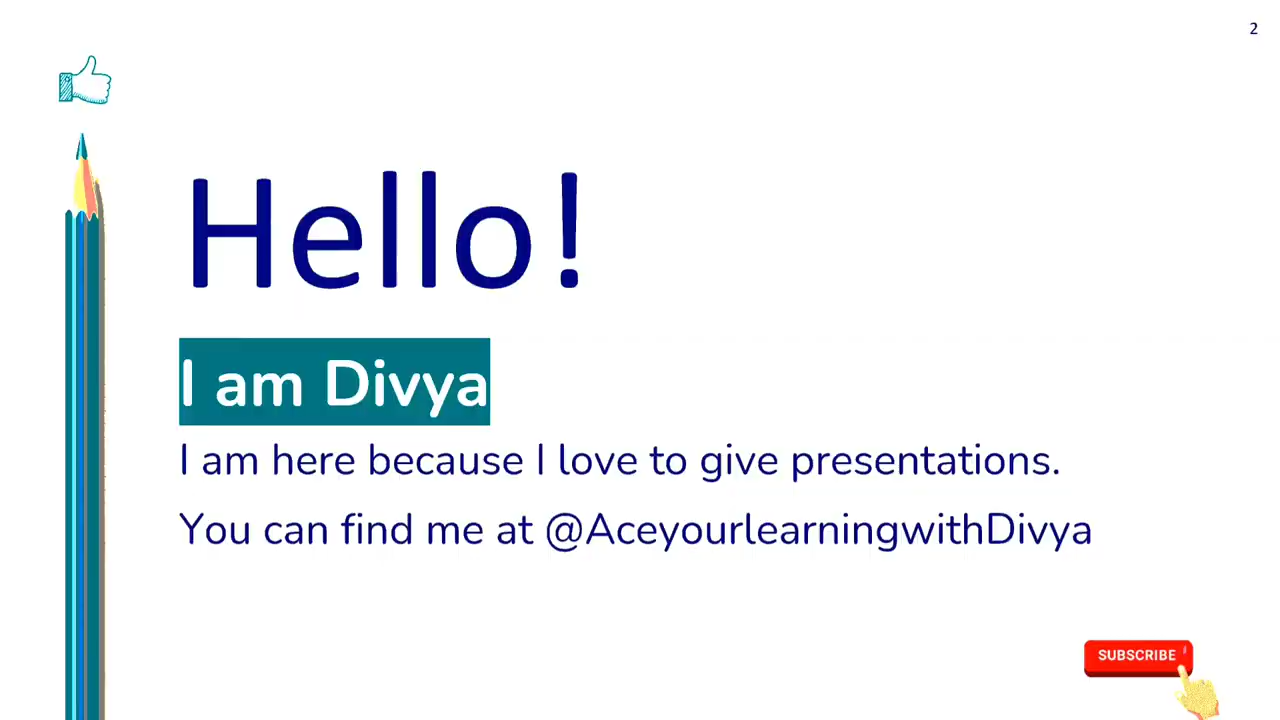 2
Hello!
I am Divya
I am here because I love to give presentations.
You can find me at @AceyourlearningwithDivya
SUBSCRIBE